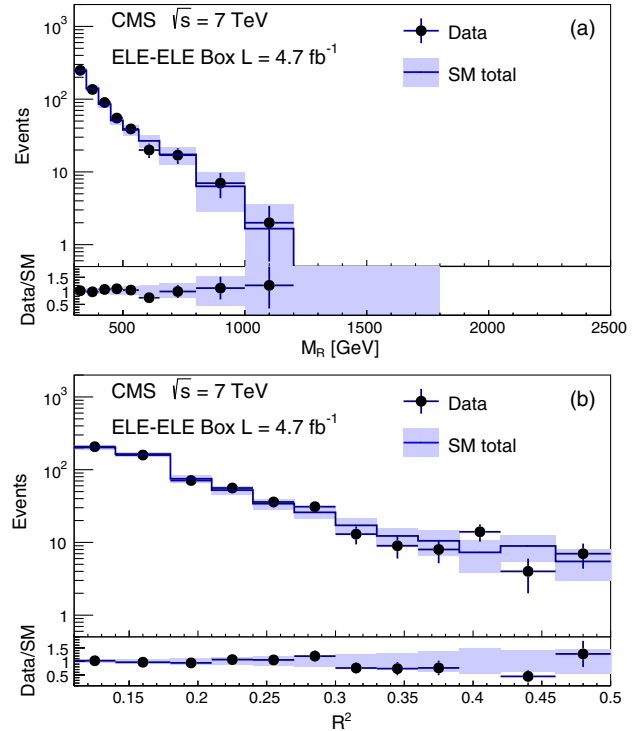 CMS √s = 7 TeV
(a)
ELE-ELE Box L = 4.7 fb⁻¹
Data
SM total
Events
10³
10²
10
1
Data/SM
1.5
0.5
500 1000 1500 2000 2500
M_R [GeV]
CMS √s = 7 TeV
(b)
ELE-ELE Box L = 4.7 fb⁻¹
Data
SM total
Events
10³
10²
10
1
Data/SM
1.5
0.5
0.15 0.2 0.25 0.3 0.35 0.4 0.45 0.5
R²